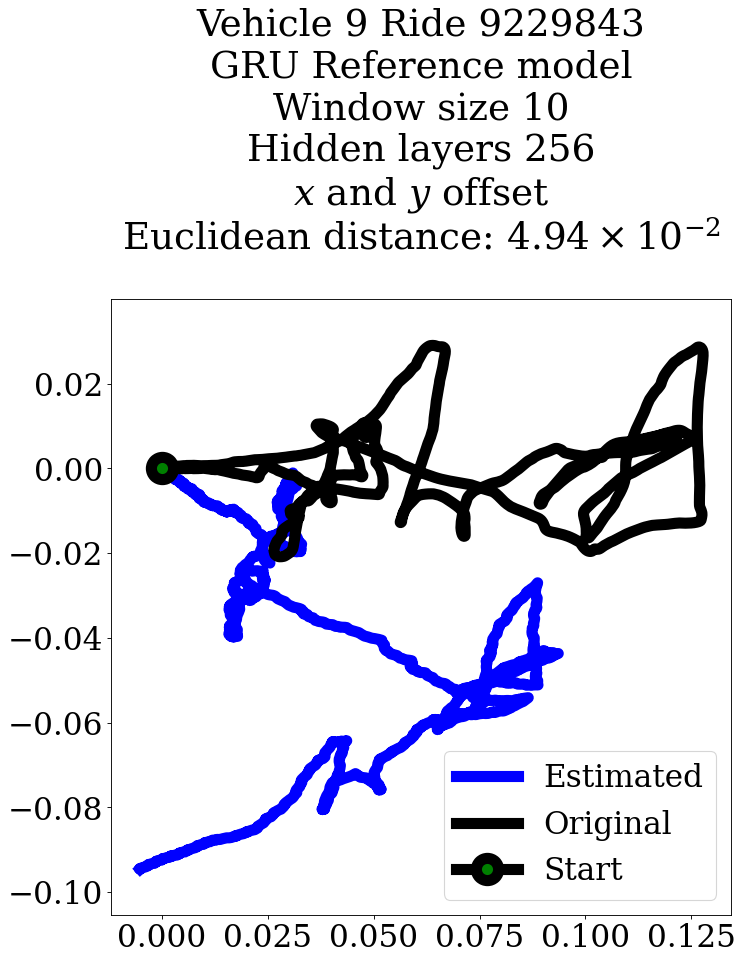 Vehicle 9 Ride 9229843
GRU Reference model
Window size 10
Hidden layers 256
x and y offset
Euclidean distance: 4.94 × 10⁻²
0.02
0.00
−0.02
−0.04
−0.06
−0.08
−0.10
Estimated
Original
Start
0.000 0.025 0.050 0.075 0.100 0.125